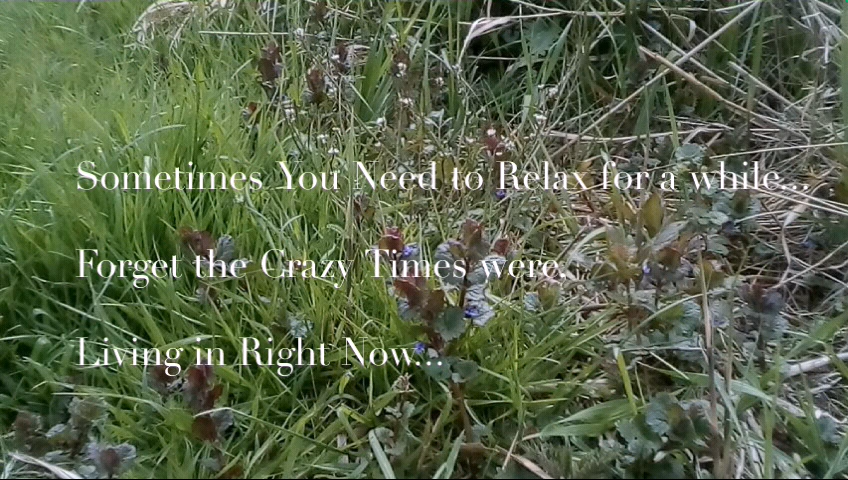 Sometimes You Need to Relax for a while...
Forget the Crazy Times were.
Living in Right Now...